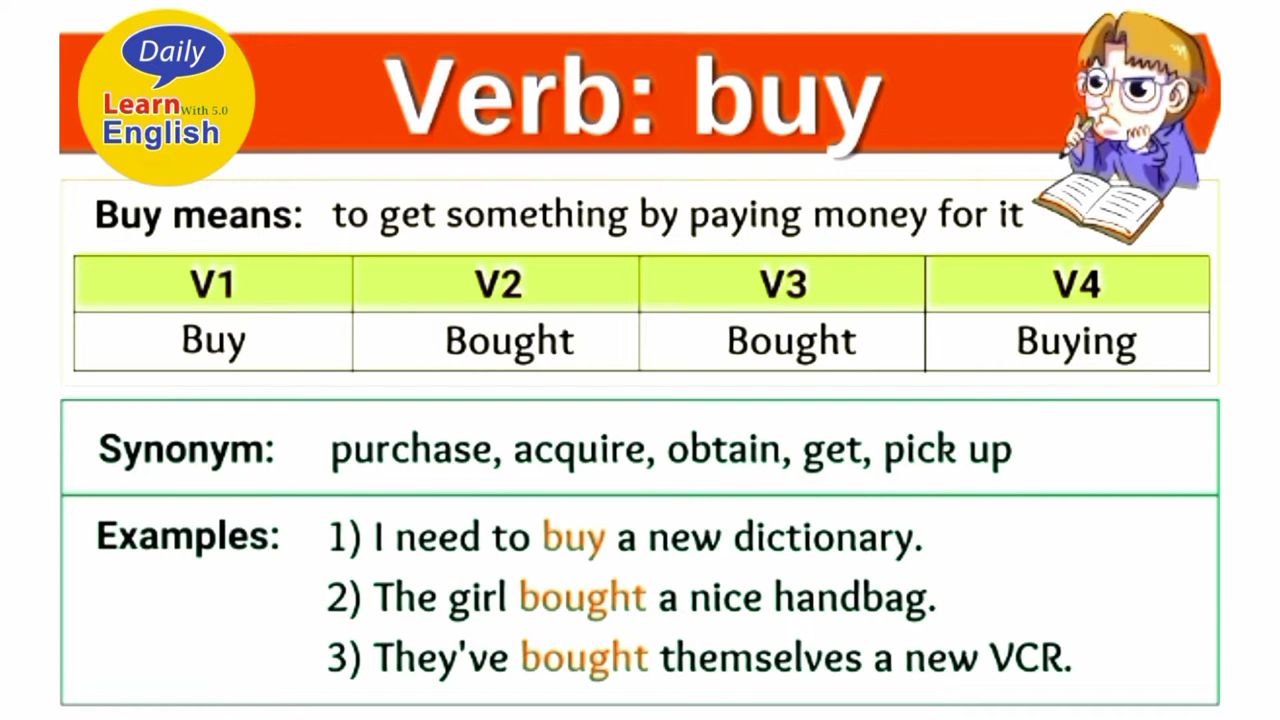 Daily
Learn With 5.0
English
Verb: buy
Buy means: to get something by paying money for it
V1 V2 V3 V4
Buy Bought Bought Buying
Synonym: purchase, acquire, obtain, get, pick up
Examples: 1) I need to buy a new dictionary.
2) The girl bought a nice handbag.
3) They've bought themselves a new VCR.